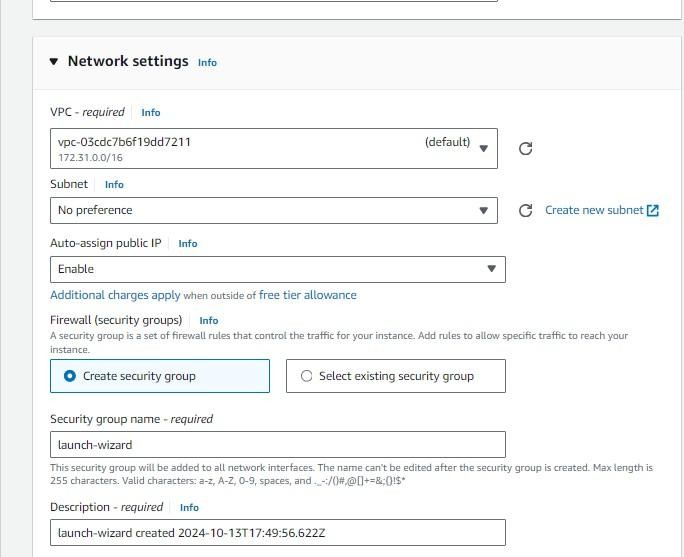 Network settings Info
VPC - required Info
vpc-03cdc7b6f19dd7211 (default)
172.31.0.0/16
Subnet Info
No preference
Create new subnet
Auto-assign public IP Info
Enable
Additional charges apply when outside of free tier allowance
Firewall (security groups) Info
A security group is a set of firewall rules that control the traffic for your instance. Add rules to allow specific traffic to reach your
instance.
Create security group
Select existing security group
Security group name - required
launch-wizard
This security group will be added to all network interfaces. The name can't be edited after the security group is created. Max length is
255 characters. Valid characters: a-z, A-Z, 0-9, spaces, and ._-:/()#,@[]+=&;{}!$*
Description - required Info
launch-wizard created 2024-10-13T17:49:56.622Z